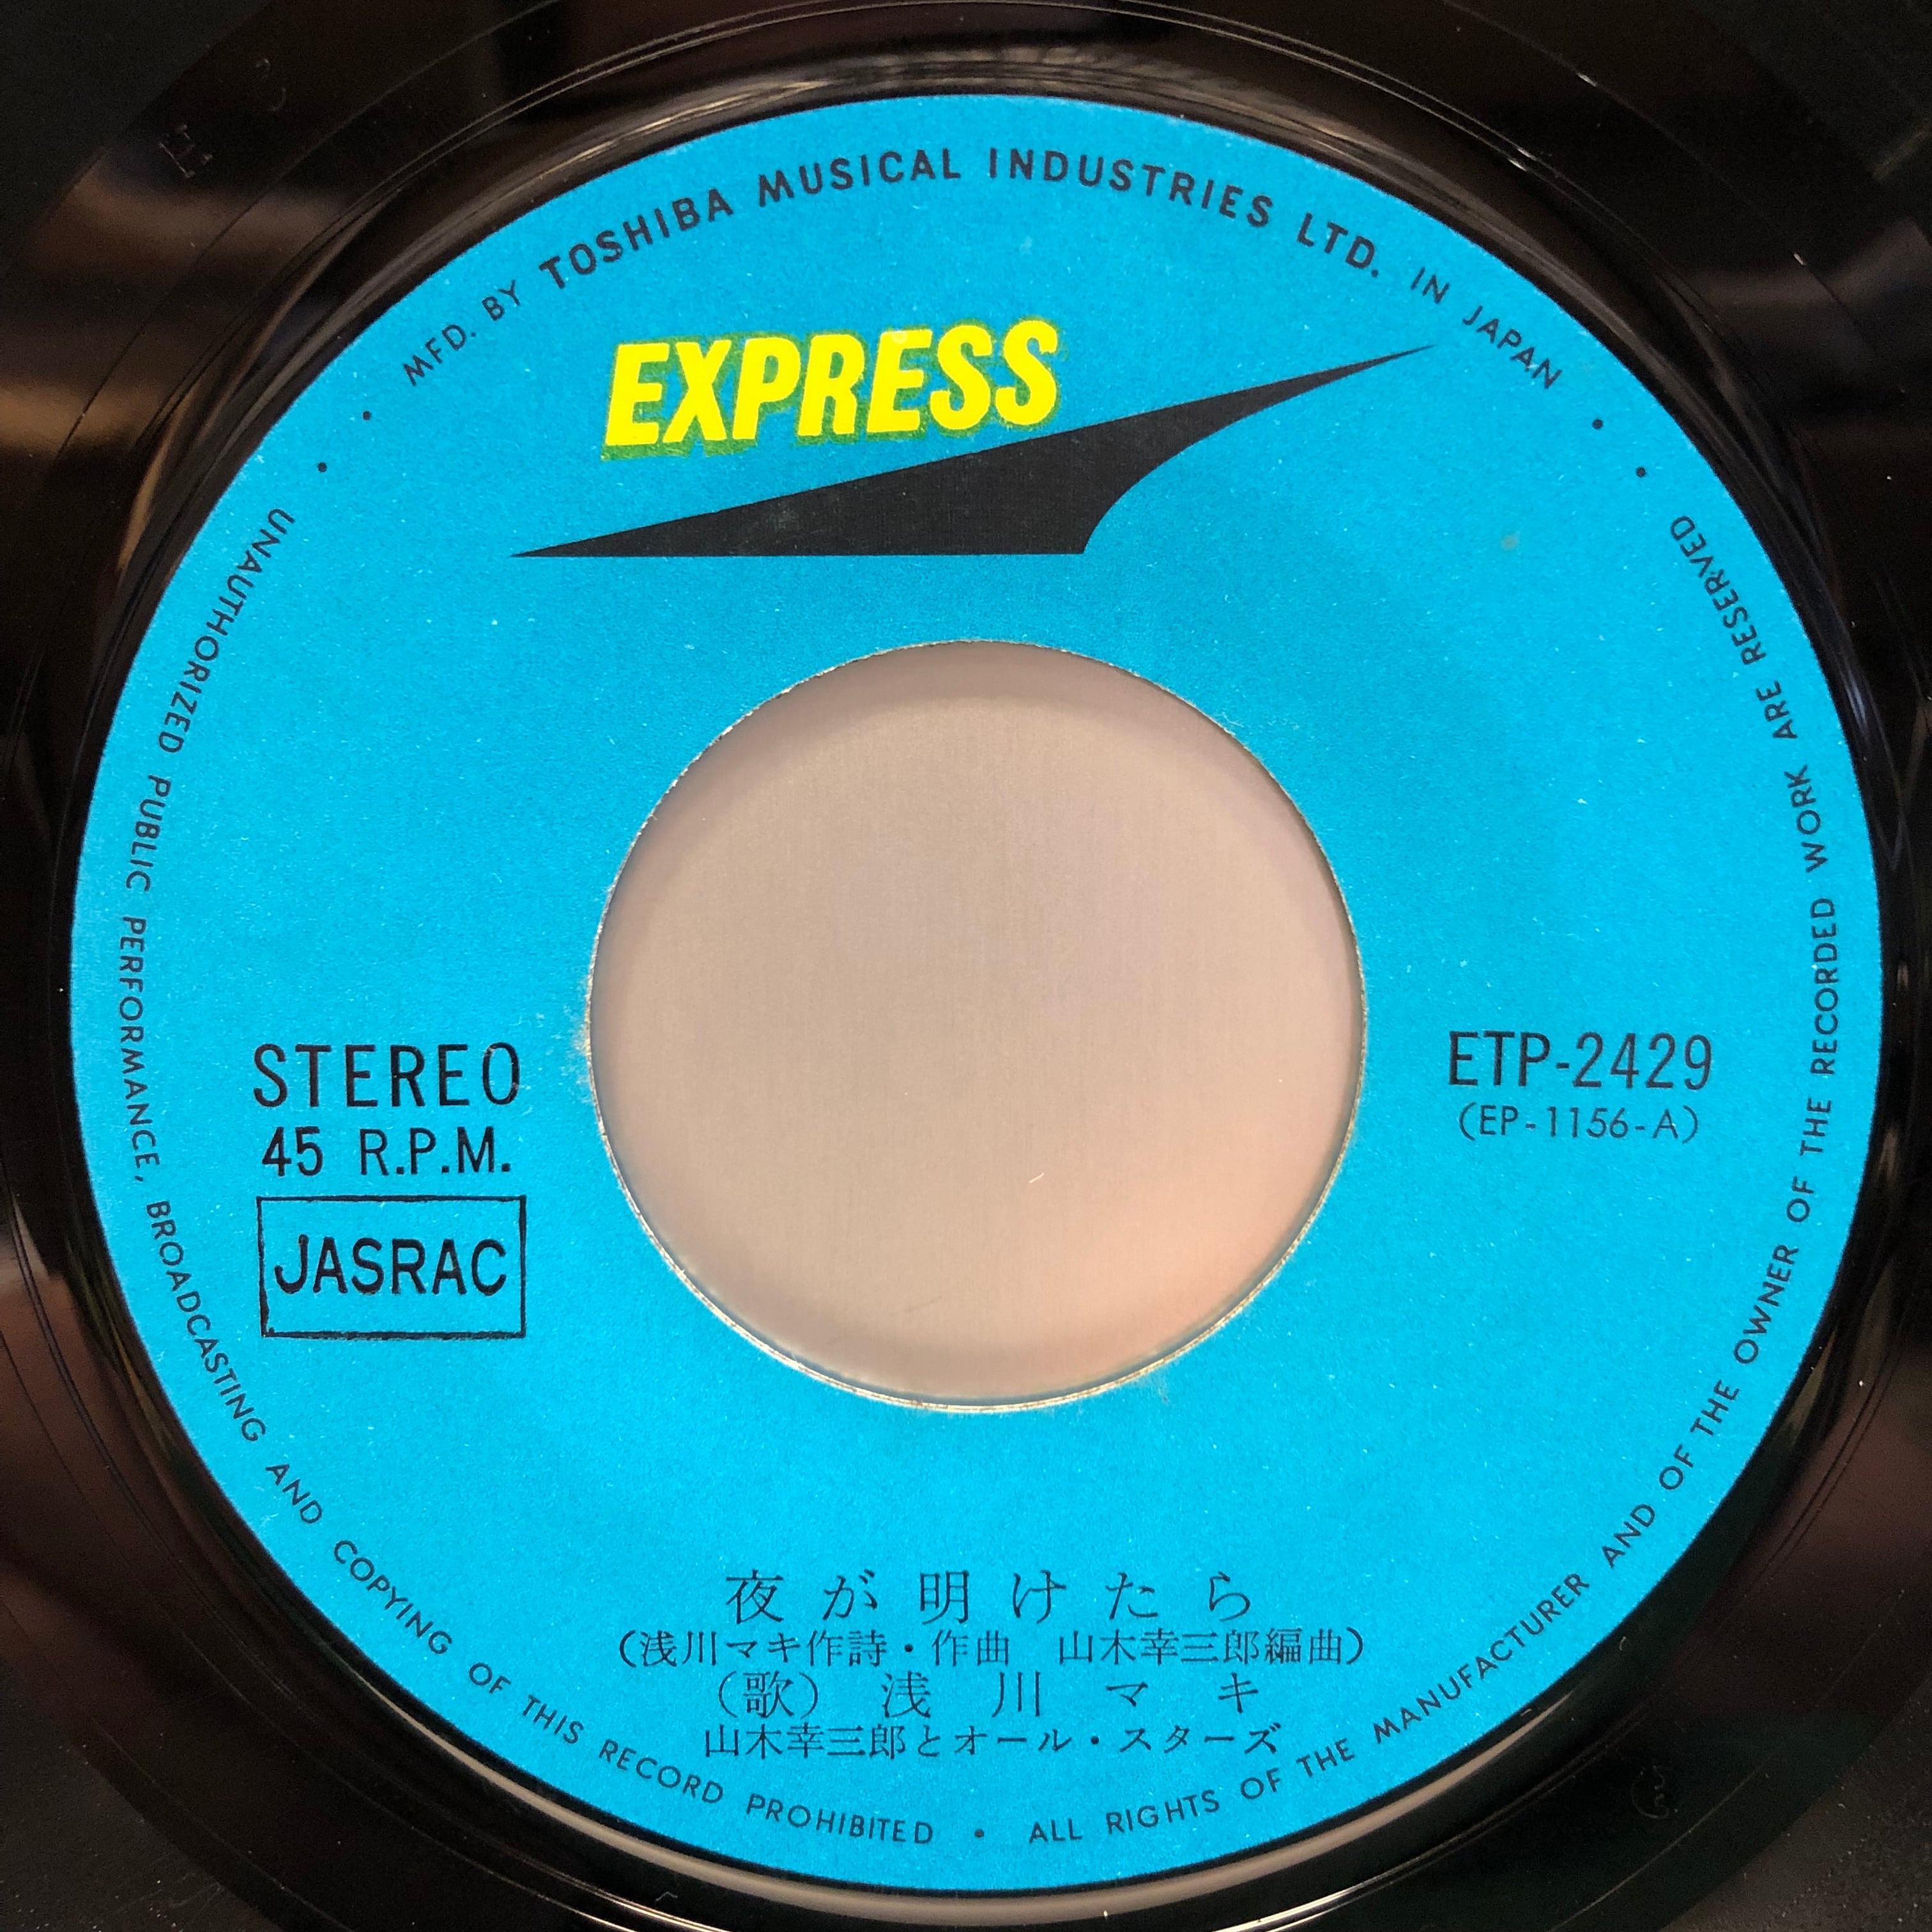 MFD. BY TOSHIBA MUSICAL INDUSTRIES LTD. IN JAPAN
EXPRESS
STEREO
45 R.P.M.
JASRAC
ETP-2429
(EP-1156-A)
夜が明けたら
(浅川マキ作詩・作曲 山木幸三郎編曲)
(歌) 浅川マキ
山木幸三郎とオール・スターズ
UNAUTHORIZED PUBLIC PERFORMANCE, BROADCASTING AND COPYING OF THIS RECORD PROHIBITED • ALL RIGHTS OF THE MANUFACTURER AND OF THE OWNER OF THE RECORDED WORK ARE RESERVED